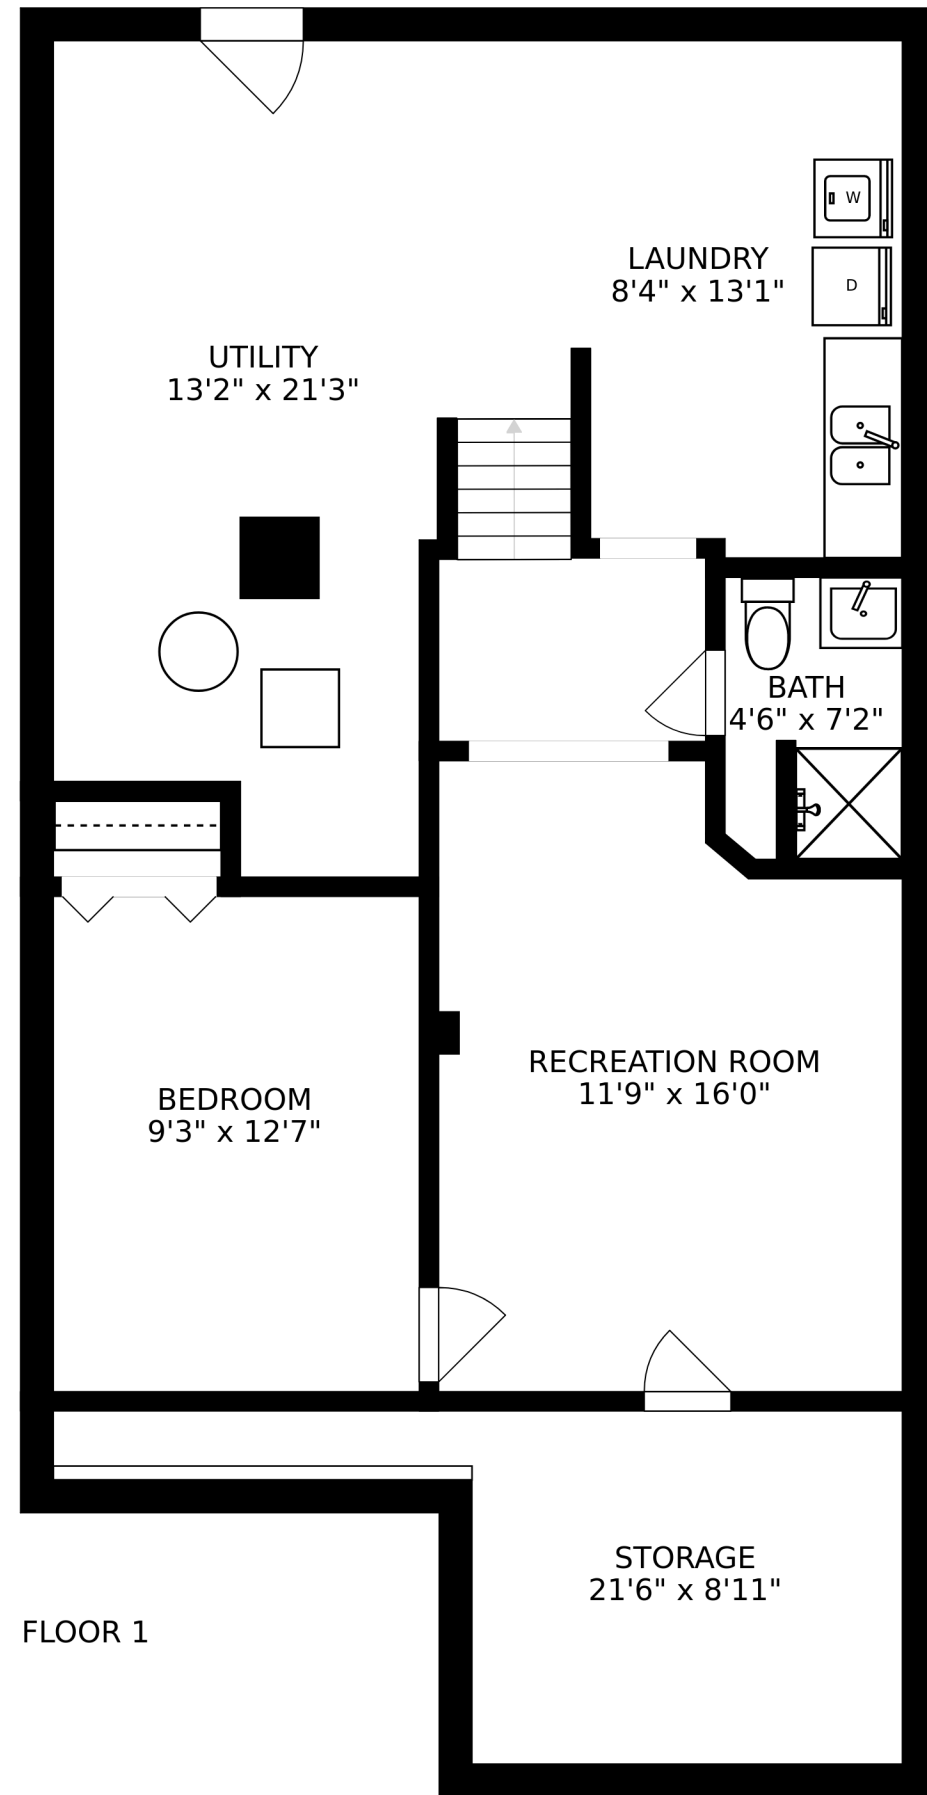 W
LAUNDRY
8'4" x 13'1"
D
UTILITY
13'2" x 21'3"
BATH
4'6" x 7'2"
RECREATION ROOM
11'9" x 16'0"
BEDROOM
9'3" x 12'7"
STORAGE
21'6" x 8'11"
FLOOR 1